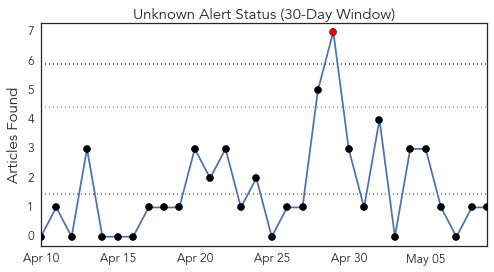 Unknown Alert Status (30-Day Window)
Articles Found
7
6
5
4
3
2
1
0
Apr 10
Apr 15
Apr 20
Apr 25
Apr 30
May 05